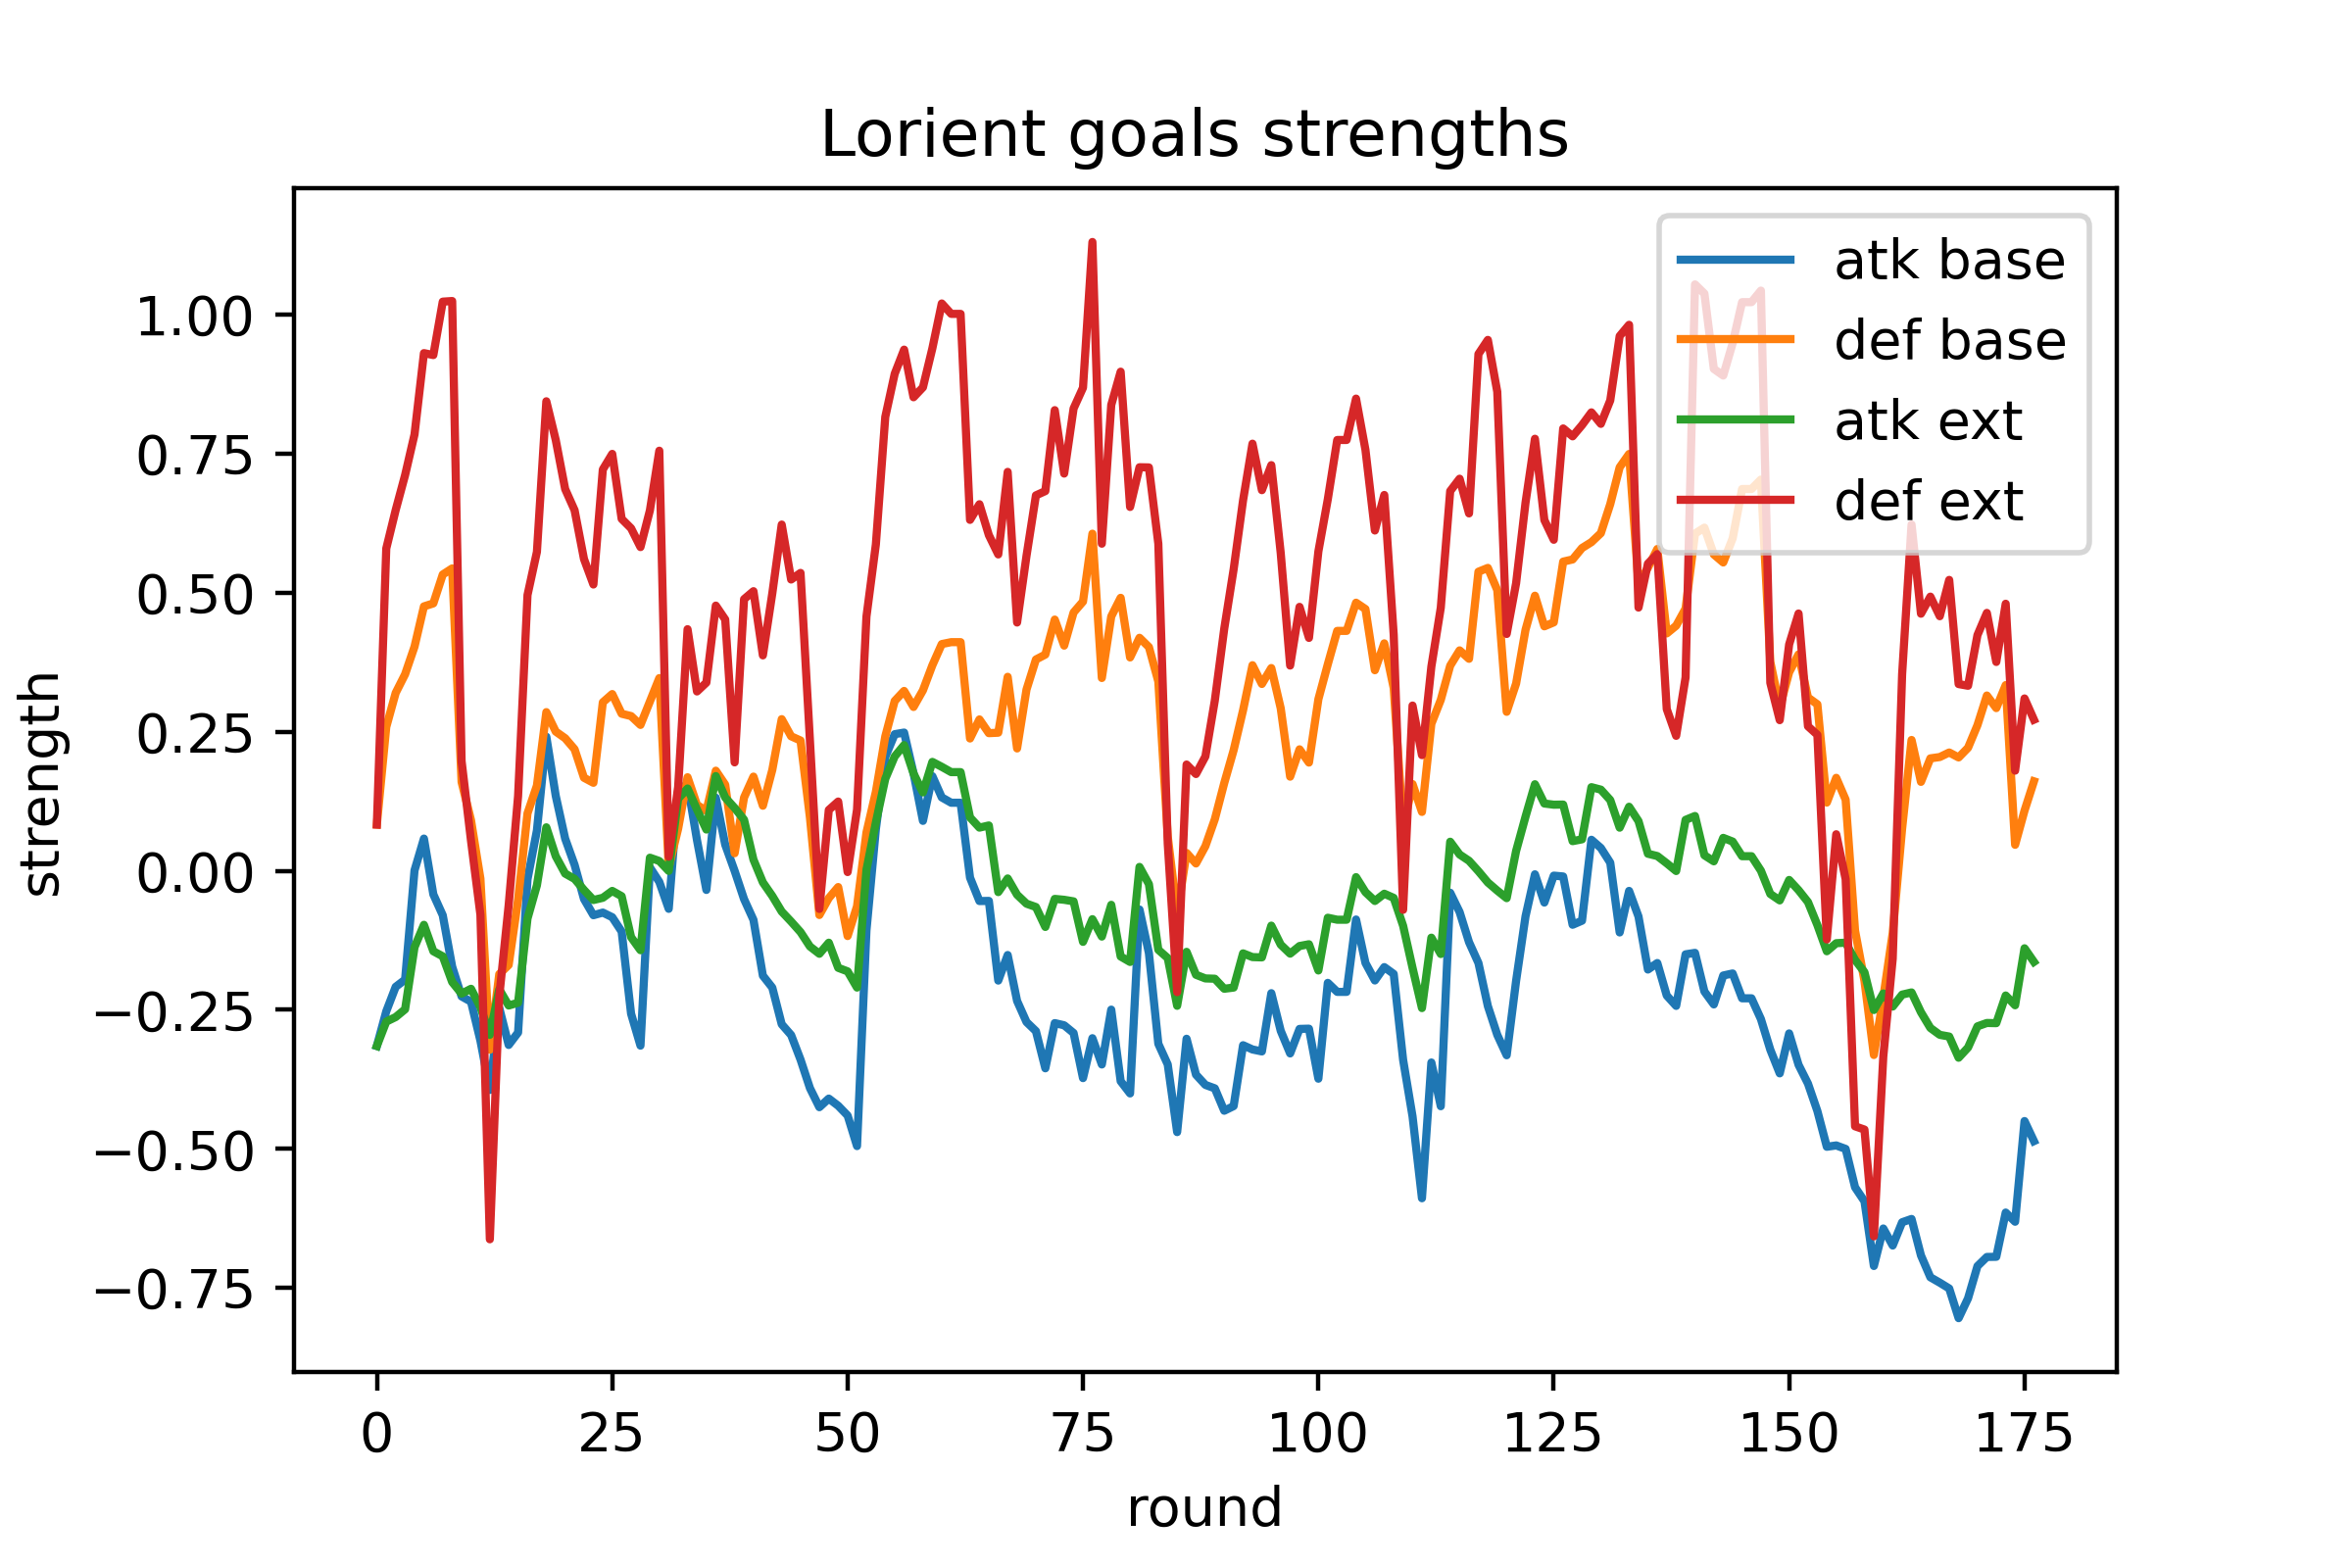 Lorient goals strengths
atk base
def base
atk ext
def ext
1.00
0.75
0.50
0.25
0.00
−0.25
−0.50
−0.75
strength
0 25 50 75 100 125 150 175
round